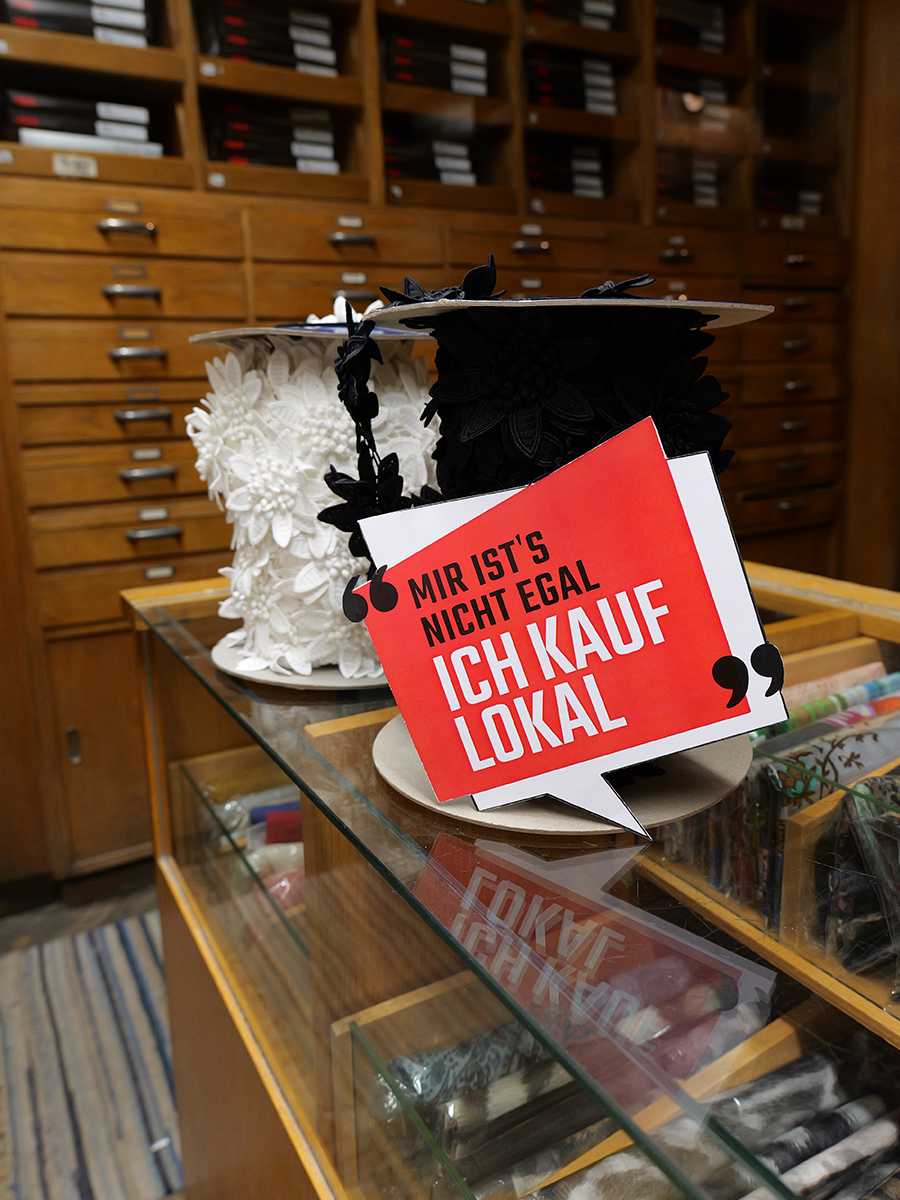 MIR IST'S
NICHT EGAL
ICH KAUF
LOKAL